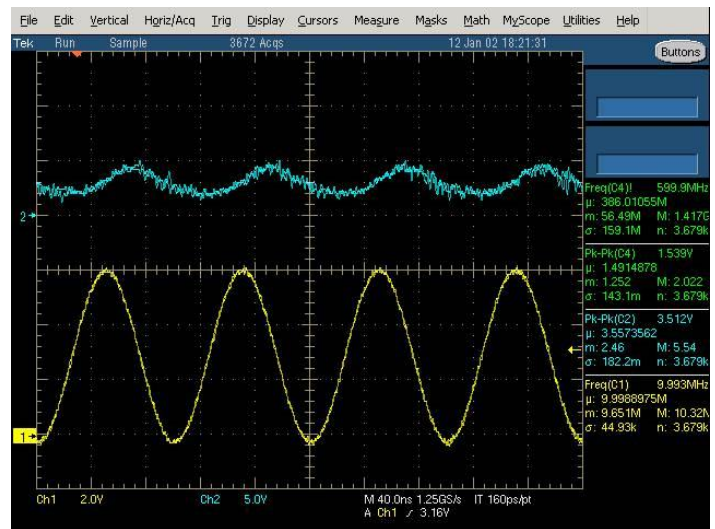 File Edit Vertical Horiz/Acq Trig Display Cursors Measure Masks Math MyScope Utilities Help
Tek Run Sample 3672 Acqs 12 Jan 02 18:21:31
Buttons
Freq(C4)! 599.9MHz
µ: 386.01055M
m: 56.49M M: 1.417G
σ: 159.1M n: 3.679k
Pk-Pk(C4) 1.539V
µ: 1.4914878
m: 1.252 M: 2.022
σ: 143.1m n: 3.679k
2
Pk-Pk(C2) 3.512V
µ: 3.5573562
m: 2.46 M: 5.54
σ: 182.2m n: 3.679k
Freq(C1) 9.993MHz
µ: 9.9988975M
m: 9.651M M: 10.32M
σ: 44.93k n: 3.679k
1
Ch1 2.0V Ch2 5.0V M 40.0ns 1.25GS/s IT 160ps/pt
A Ch1 3.16V